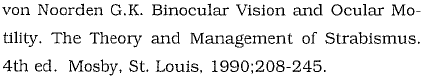 von Noorden G.K. Binocular Vision and Ocular Mo-
tility. The Theory and Management of Strabismus.
4th ed. Mosby, St. Louis, 1990;208-245.